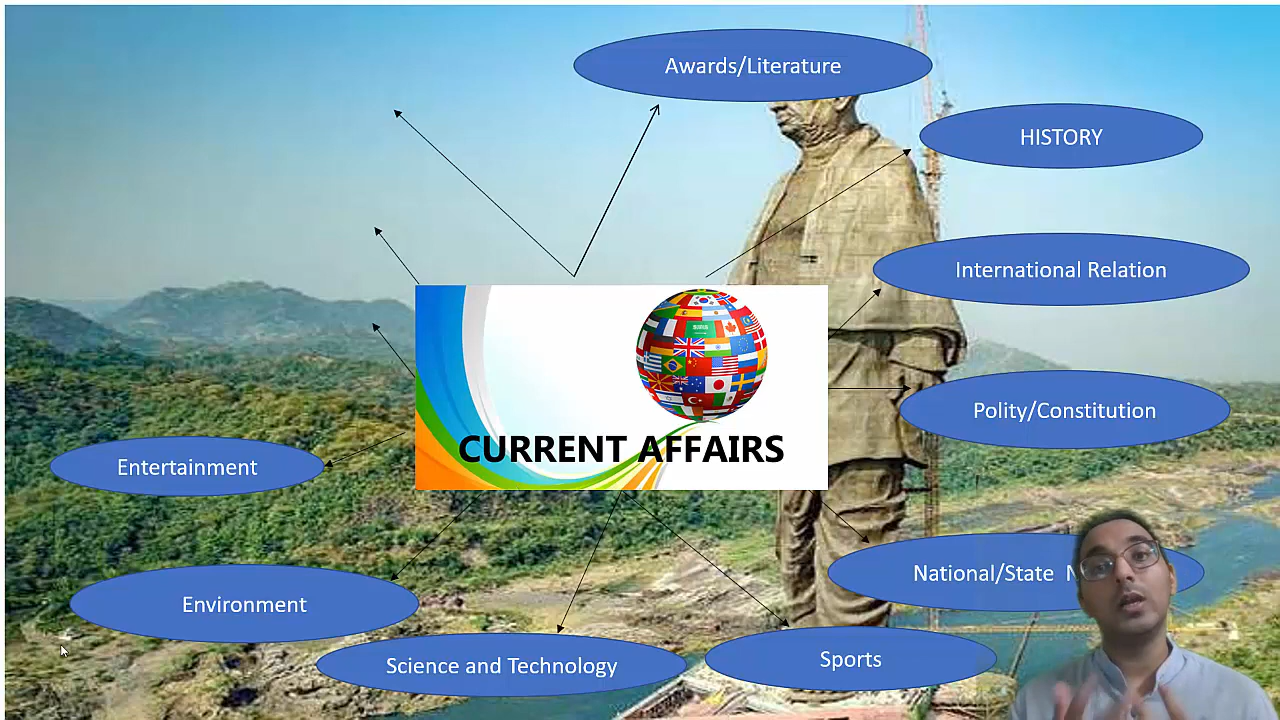 Awards/Literature
HISTORY
International Relation
Polity/Constitution
CURRENT AFFAIRS
Entertainment
National/State
Environment
Sports
Science and Technology